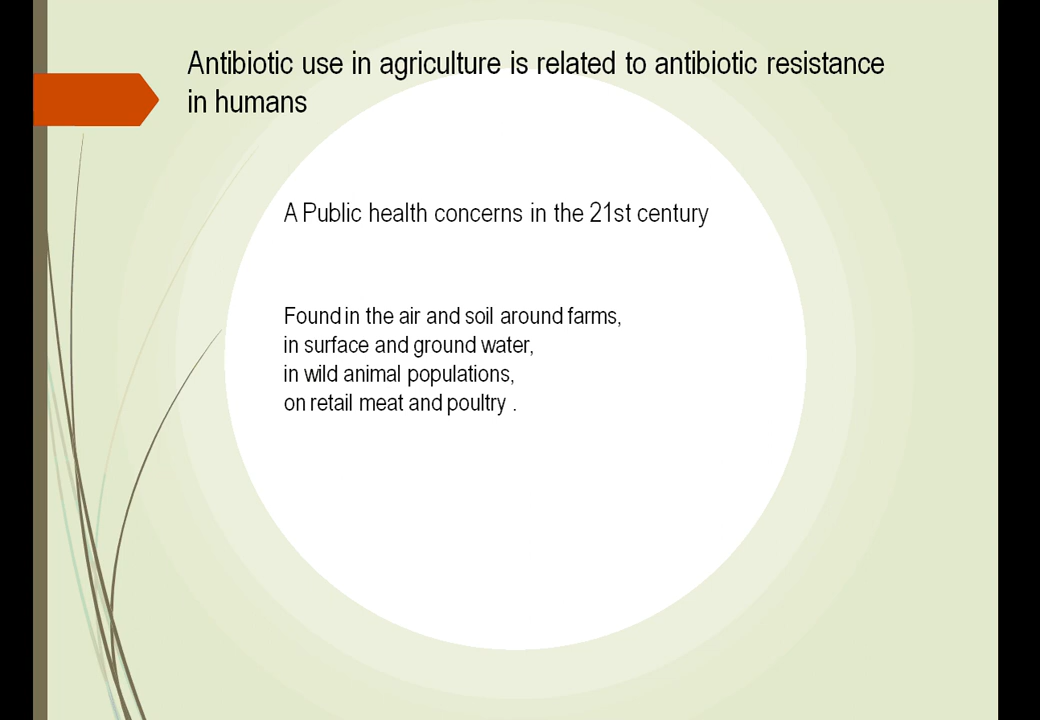 Antibiotic use in agriculture is related to antibiotic resistance
in humans
A Public health concerns in the 21st century
Found in the air and soil around farms,
in surface and ground water,
in wild animal populations,
on retail meat and poultry .